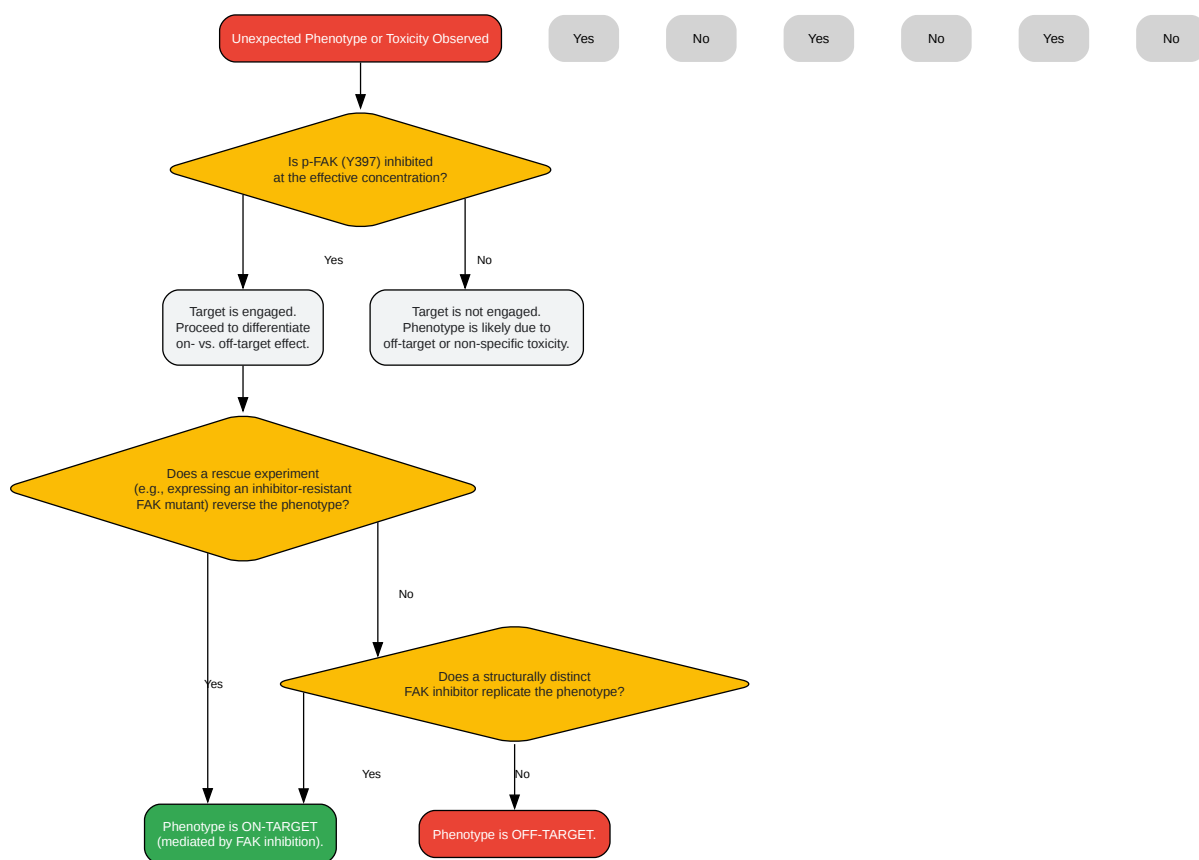 Unexpected Phenotype or Toxicity Observed
Yes
No
Yes
No
Yes
No
Is p-FAK (Y397) inhibited
at the effective concentration?
Yes
No
Target is engaged.
Proceed to differentiate
on- vs. off-target effect.
Target is not engaged.
Phenotype is likely due to
off-target or non-specific toxicity.
Does a rescue experiment
(e.g., expressing an inhibitor-resistant
FAK mutant) reverse the phenotype?
No
Yes
Does a structurally distinct
FAK inhibitor replicate the phenotype?
Yes
No
Phenotype is ON-TARGET
(mediated by FAK inhibition).
Phenotype is OFF-TARGET.